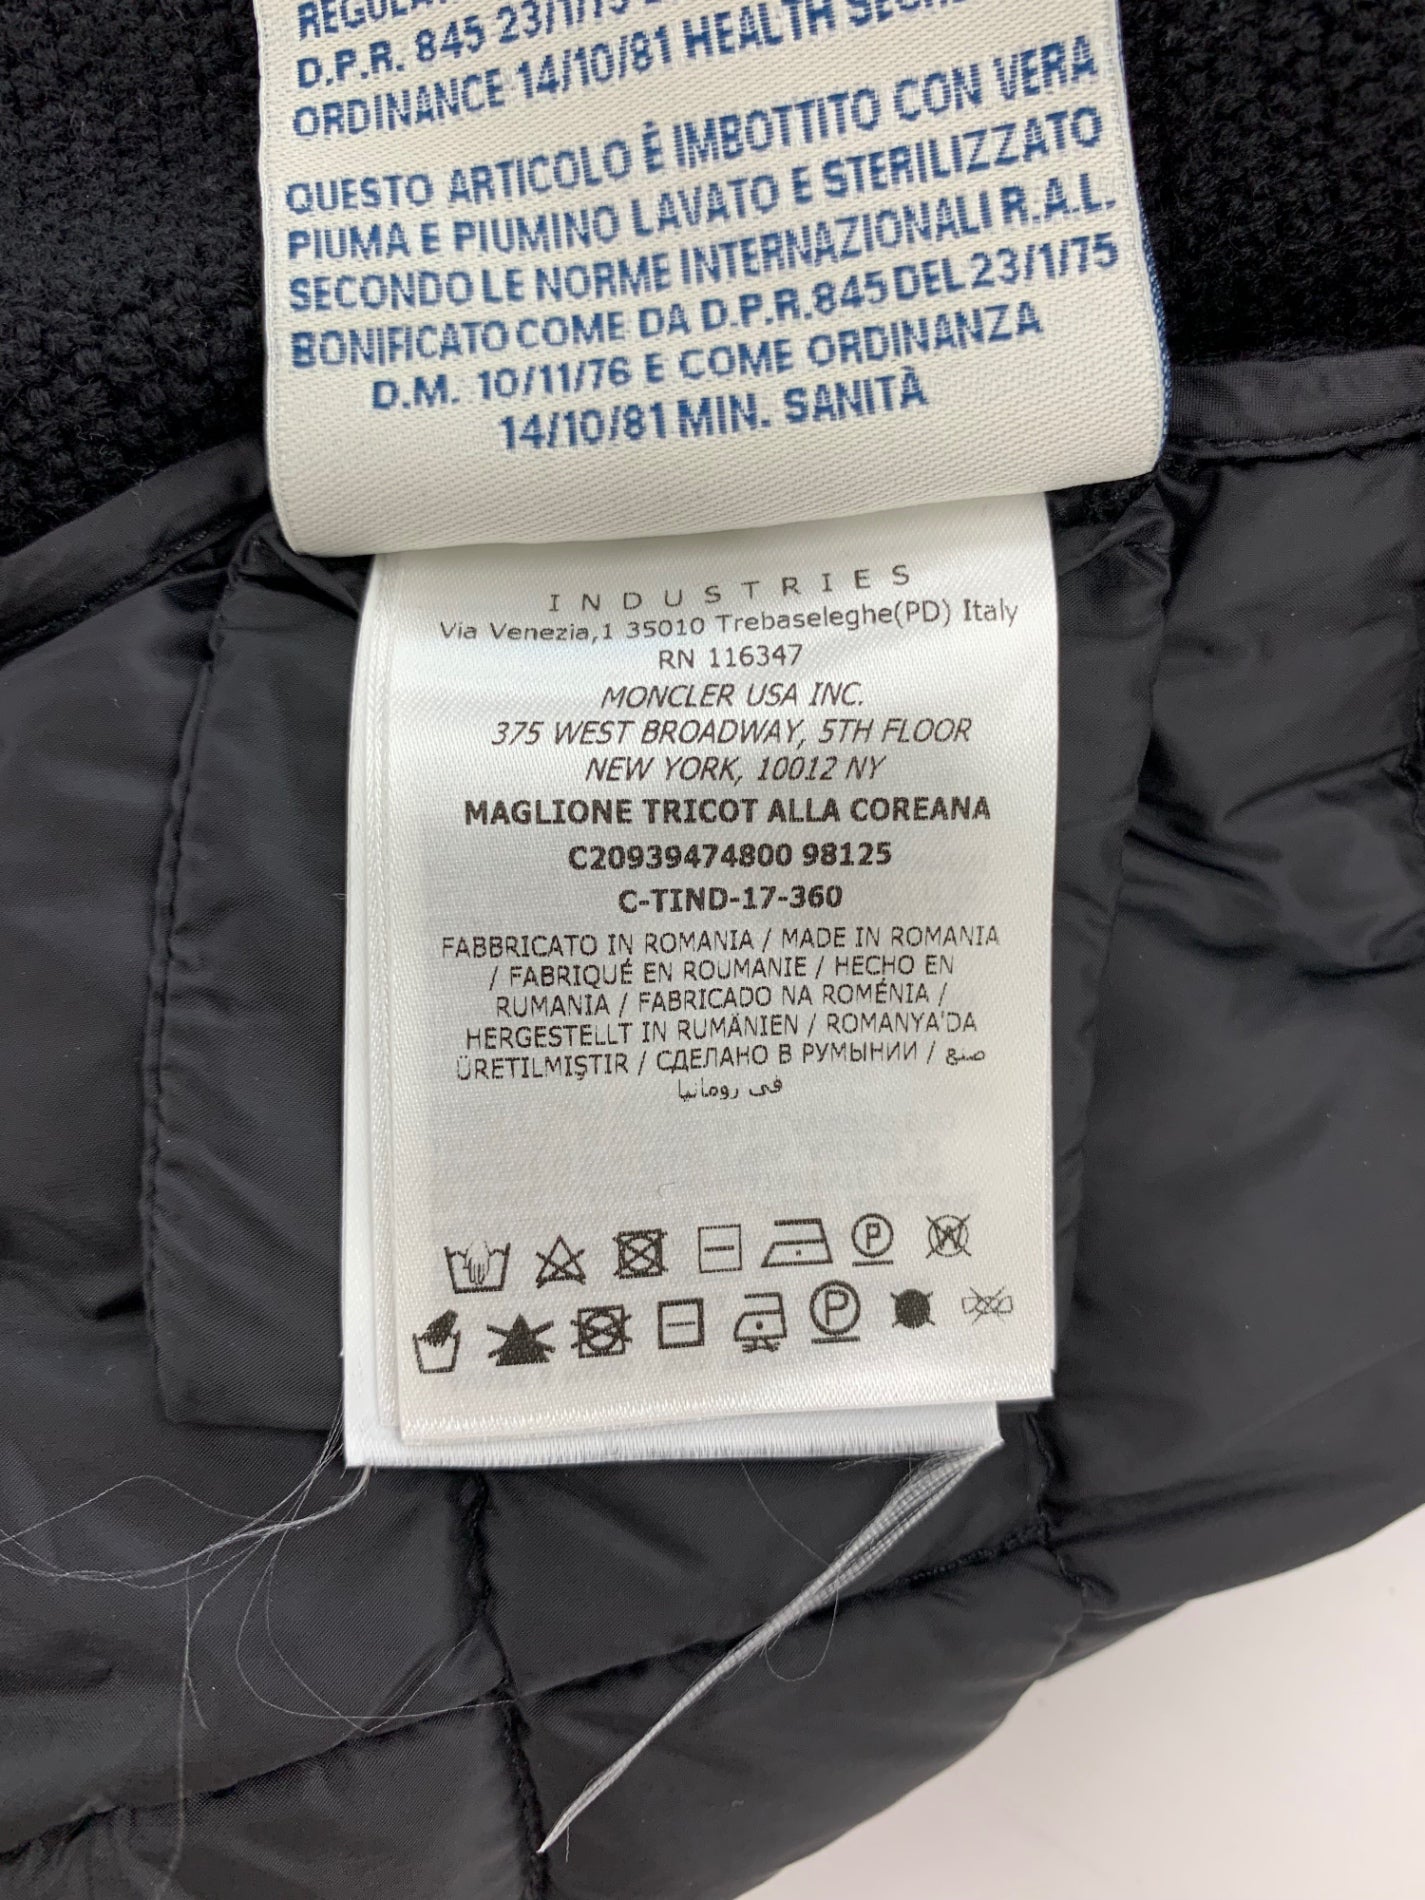 D.P.R. 845 23/1/75
ORDINANCE 14/10/81 HEALTH
QUESTO ARTICOLO É IMBOTTITO CON VERA
PIUMA E PIUMINO LAVATO E STERILIZZATO
SECONDO LE NORME INTERNAZIONALI R.A.L.
BONIFICATO COME DA D.P.R.845 DEL 23/1/75
D.M. 10/11/76 E COME ORDINANZA
14/10/81 MIN. SANITÀ
INDUSTRIES
Via Venezia,1 35010 Trebaseleghe(PD) Italy
RN 116347
MONCLER USA INC.
375 WEST BROADWAY, 5TH FLOOR
NEW YORK, 10012 NY
MAGLIONE TRICOT ALLA COREANA
C20939474800 98125
C-TIND-17-360
FABBRICATO IN ROMANIA / MADE IN ROMANIA
/ FABRIQUÉ EN ROUMANIE / HECHO EN
RUMANIA / FABRICADO NA ROMÉNIA /
HERGESTELLT IN RUMÄNIEN / ROMANYA'DA
ÜRETILMIŞTIR / СДЕЛАНО В РУМЫНИИ / صنع
في رومانيا
P W
P